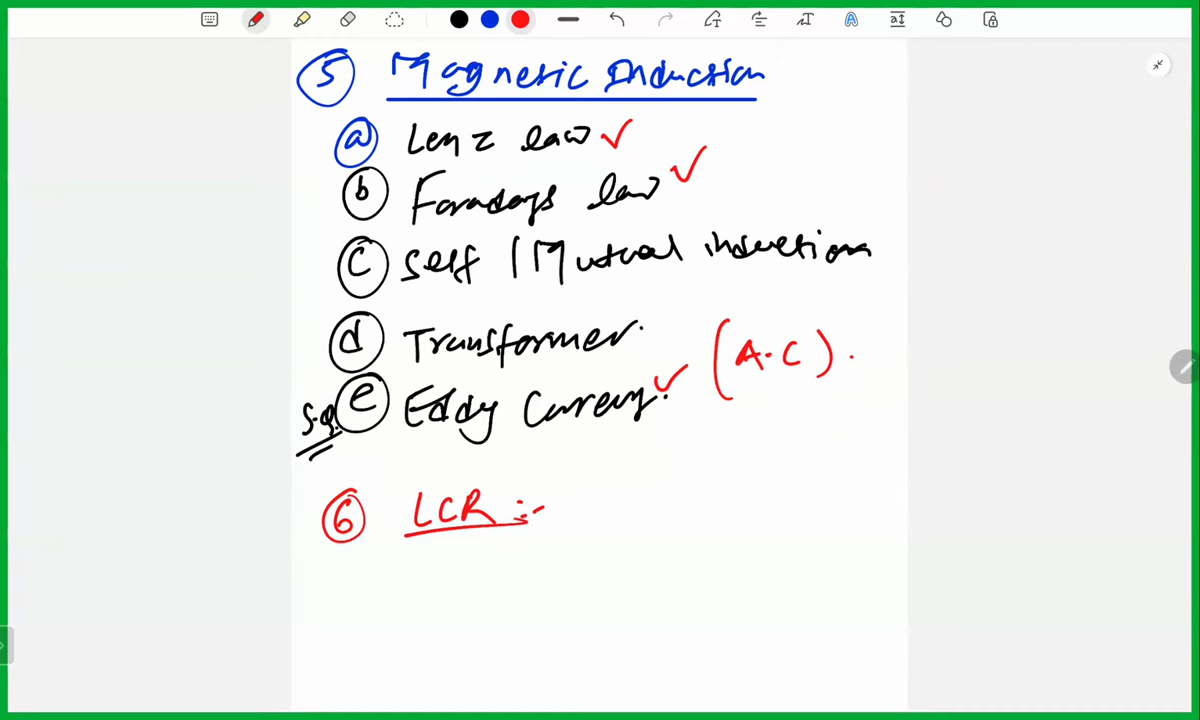 5 Magnetic Induction
a Lenz law ✓
b Faradays law ✓
c Self / Mutual induction
d Transformer. (A.C).
S.Q. e Eddy Current. ✓
6 LCR :-